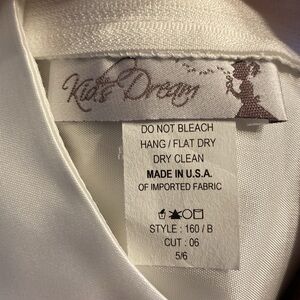 Kid's Dream
DO NOT BLEACH
HANG / FLAT DRY
DRY CLEAN
MADE IN U.S.A.
OF IMPORTED FABRIC
STYLE : 160 / B
CUT : 06
5/6